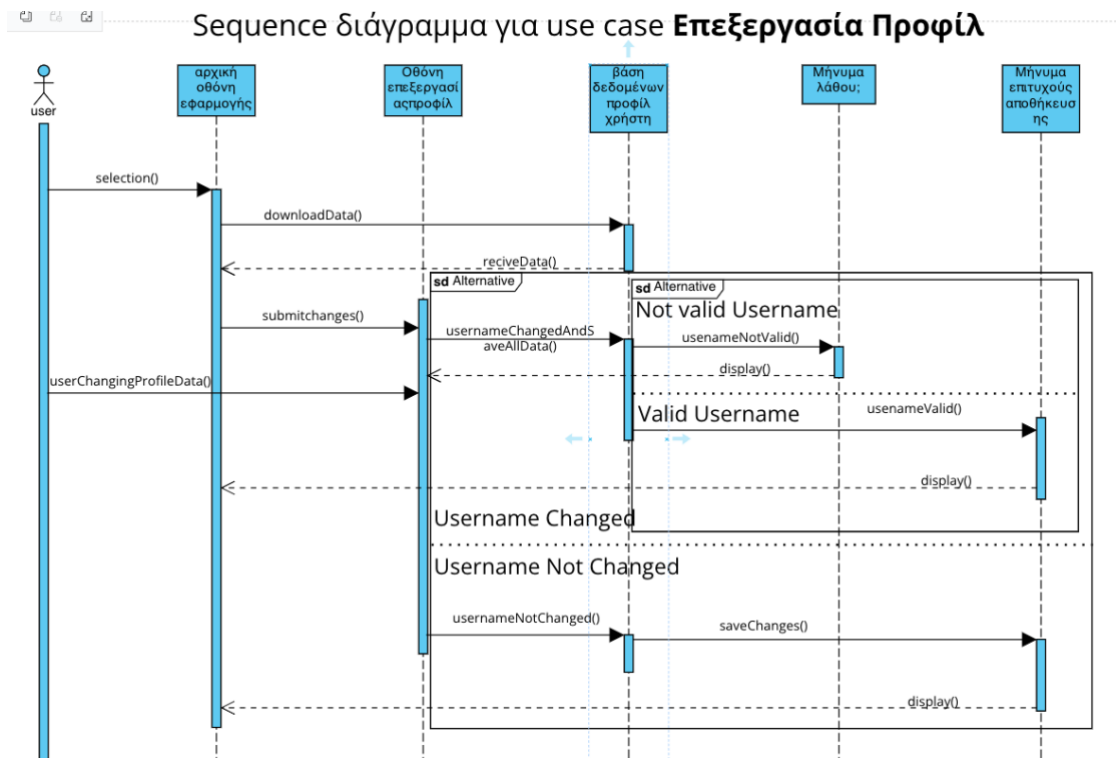 Sequence διάγραμμα για use case Επεξεργασία Προφίλ
user
αρχική
οθόνη
εφαρμογής
Οθόνη
επεξεργασί
αςπροφίλ
βάση
δεδομένων
προφίλ
χρήστη
Μήνυμα
λάθου;
Μήνυμα
επιτυχούς
αποθήκευσ
ης
selection()
downloadData()
reciveData()
sd Alternative
sd Alternative
Not valid Username
submitchanges()
usernameChangedAndS
aveAllData()
usenameNotValid()
display()
userChangingProfileData()
Valid Username
usenameValid()
display()
Username Changed
Username Not Changed
usernameNotChanged()
saveChanges()
display()